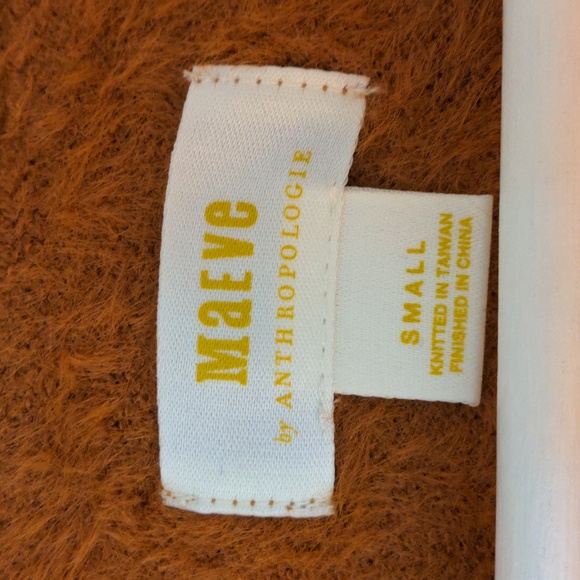 MaEVe
by ANTHROPOLOGIE
SMALL
KNITTED IN TAIWAN
FINISHED IN CHINA